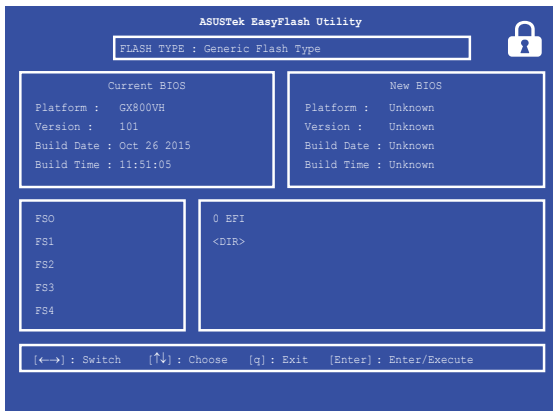 ASUSTek EasyFlash Utility
FLASH TYPE : Generic Flash Type
Current BIOS
Platform : GX800VH
Version : 101
Build Date : Oct 26 2015
Build Time : 11:51:05
New BIOS
Platform : Unknown
Version : Unknown
Build Date : Unknown
Build Time : Unknown
FSO
FS1
FS2
FS3
FS4
0 EFI
<DIR>
[←→] : Switch [↑↓] : Choose [q] : Exit [Enter] : Enter/Execute